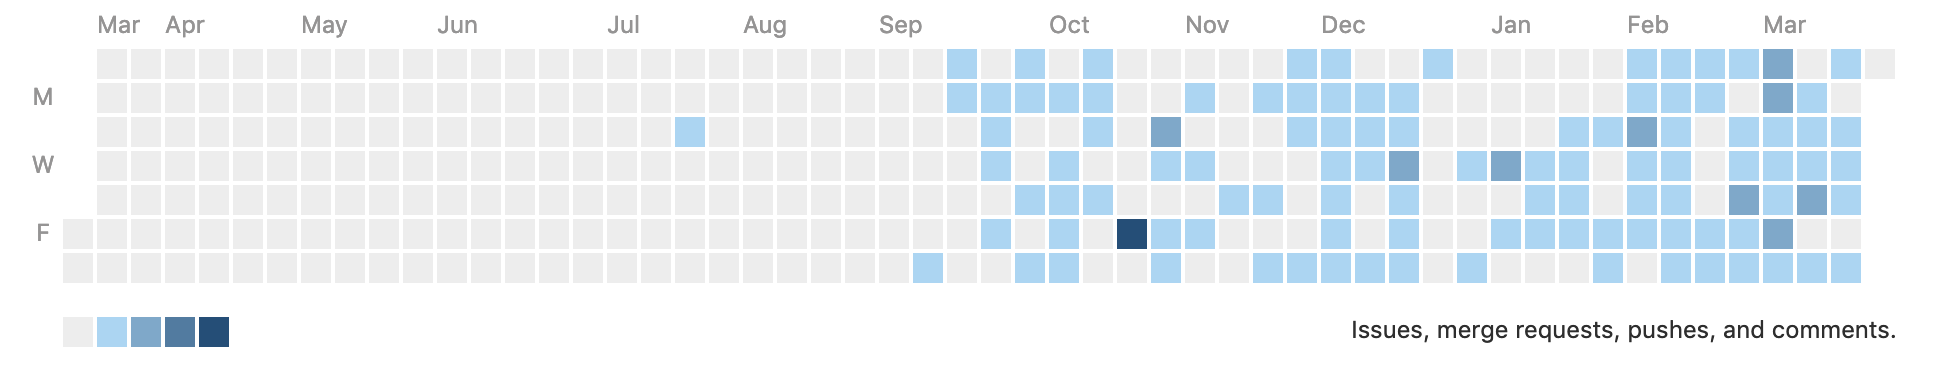 Mar Apr May Jun Jul Aug Sep Oct Nov Dec Jan Feb Mar
M
W
F
Issues, merge requests, pushes, and comments.